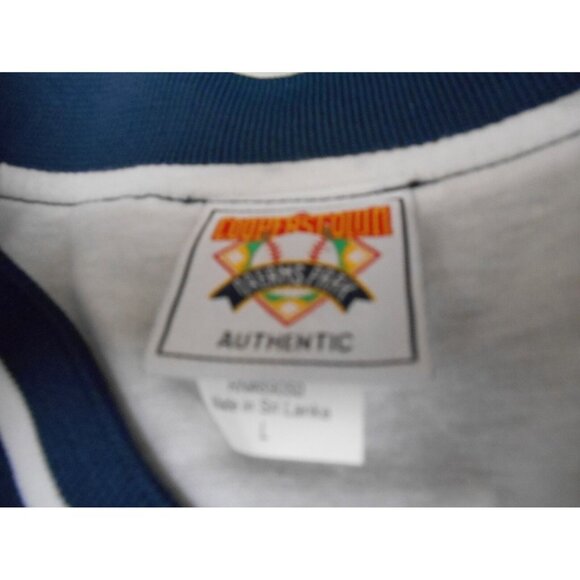 COOPERSTOWN
DREAMS PARK
AUTHENTIC
Made in Sri Lanka
L